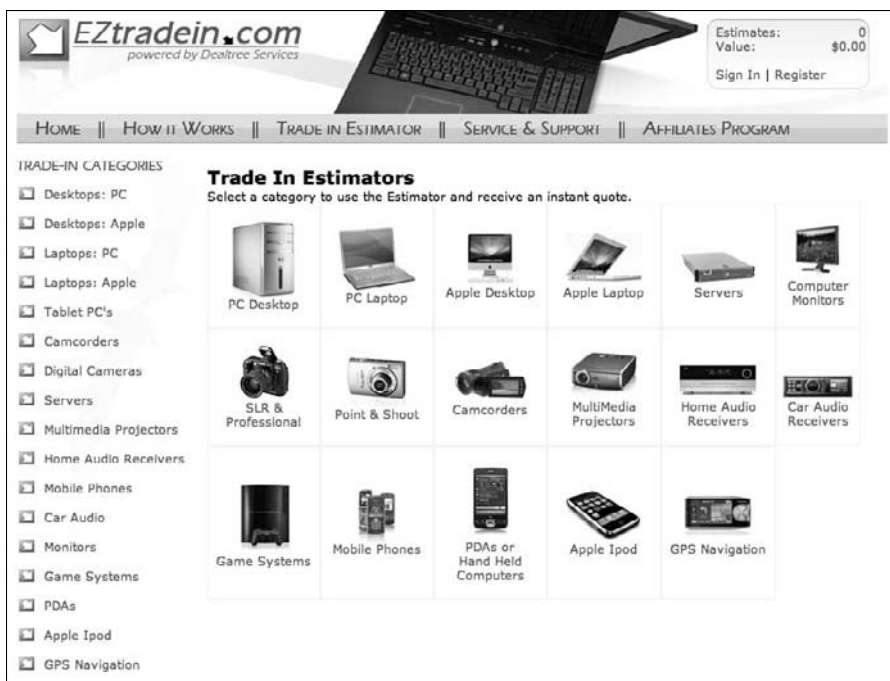 EZtradein.com
powered by Dealtree Services
Estimates: 0
Value: $0.00
Sign In | Register
HOME || HOW IT WORKS || TRADE IN ESTIMATOR || SERVICE & SUPPORT || AFFILIATES PROGRAM
TRADE-IN CATEGORIES
Desktops: PC
Desktops: Apple
Laptops: PC
Laptops: Apple
Tablet PC's
Camcorders
Digital Cameras
Servers
Multimedia Projectors
Home Audio Receivers
Mobile Phones
Car Audio
Monitors
Game Systems
PDAs
Apple Ipod
GPS Navigation
Trade In Estimators
Select a category to use the Estimator and receive an instant quote.
PC Desktop
PC Laptop
Apple Desktop
Apple Laptop
Servers
Computer
Monitors
SLR &
Professional
Point & Shoot
Camcorders
MultiMedia
Projectors
Home Audio
Receivers
Car Audio
Receivers
Game Systems
Mobile Phones
PDAs or
Hand Held
Computers
Apple Ipod
GPS Navigation